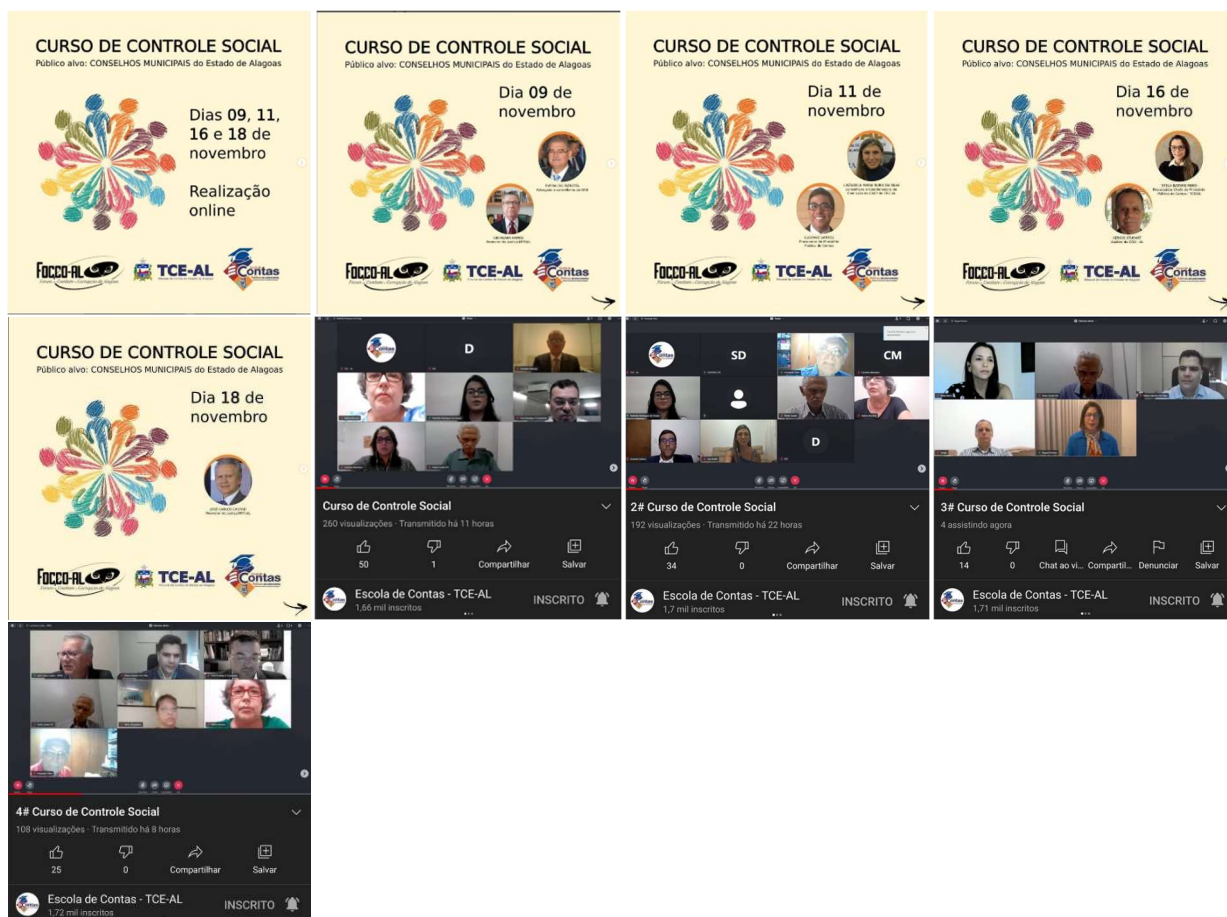 CURSO DE CONTROLE SOCIAL
Público alvo: CONSELHOS MUNICIPAIS do Estado de Alagoas
Dias 09, 11,
16 e 18 de
novembro
Realização
online
FOCCO-AL
TCE-AL
Contas
CURSO DE CONTROLE SOCIAL
Público alvo: CONSELHOS MUNICIPAIS do Estado de Alagoas
Dia 09 de
novembro
FOCCO-AL
TCE-AL
Contas
CURSO DE CONTROLE SOCIAL
Público alvo: CONSELHOS MUNICIPAIS do Estado de Alagoas
Dia 11 de
novembro
FOCCO-AL
TCE-AL
Contas
CURSO DE CONTROLE SOCIAL
Público alvo: CONSELHOS MUNICIPAIS do Estado de Alagoas
Dia 16 de
novembro
FOCCO-AL
TCE-AL
Contas
CURSO DE CONTROLE SOCIAL
Público alvo: CONSELHOS MUNICIPAIS do Estado de Alagoas
Dia 18 de
novembro
FOCCO-AL
TCE-AL
Contas
D
Curso de Controle Social
260 visualizações · Transmitido há 11 horas
50
1
Compartilhar
Salvar
Escola de Contas - TCE-AL
1,66 mil inscritos
INSCRITO
SD
CM
D
2# Curso de Controle Social
192 visualizações · Transmitido há 22 horas
34
0
Compartilhar
Salvar
Escola de Contas - TCE-AL
1,7 mil inscritos
INSCRITO
3# Curso de Controle Social
4 assistindo agora
14
0
Chat ao vi...
Compartil...
Denunciar
Salvar
Escola de Contas - TCE-AL
1,71 mil inscritos
INSCRITO
4# Curso de Controle Social
108 visualizações · Transmitido há 8 horas
25
0
Compartilhar
Salvar
Escola de Contas - TCE-AL
1,72 mil inscritos
INSCRITO